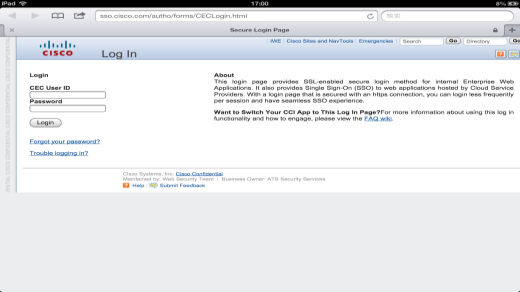 iPad
17:00
8%
sso.cisco.com/autho/forms/CECLogin.html
Secure Login Page
iWE | Cisco Sites and NavTools | Emergencies | Search Go Directory Go
CISCO
Log In
Login
CEC User ID
Password
Login
Forgot your password?
Trouble logging in?
About
This login page provides SSL-enabled secure login method for internal Enterprise Web
Applications. It also provides Single Sign-On (SSO) to web applications hosted by Cloud Service
Providers. With a login page that is secured with an https connection, you can login less frequently
per session and have seamless SSO experience.
Want to Switch Your CCI App to This Log In Page?For more information about using this log in
functionality and how to engage, please view the FAQ wiki.
Cisco Systems, Inc. Cisco Confidential
Maintained by: Web Security Team | Business Owner: ATS Security Services
Help | Submit Feedback